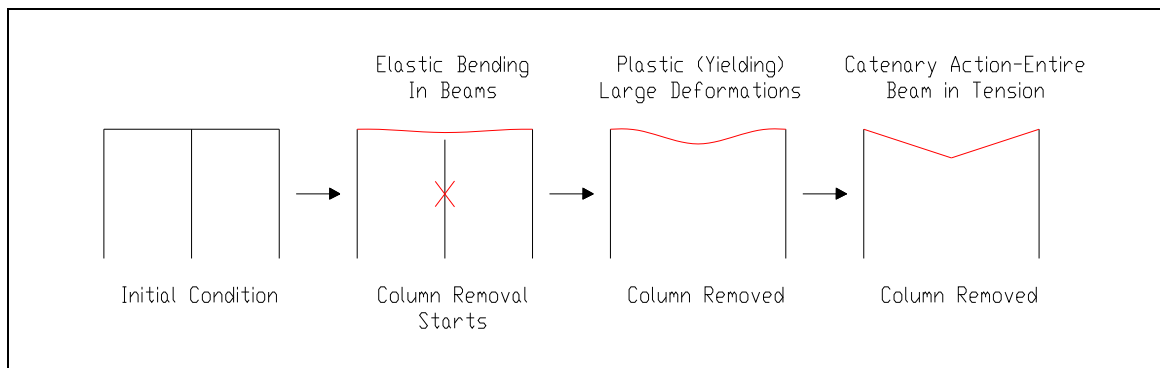 Elastic Bending
In Beams
Plastic (Yielding)
Large Deformations
Catenary Action-Entire
Beam in Tension
Initial Condition
Column Removal
Starts
Column Removed
Column Removed